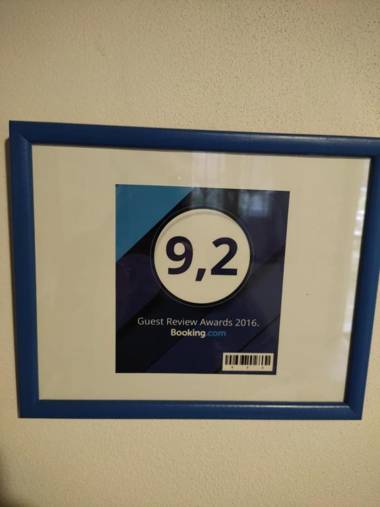 9,2
Guest Review Awards 2016.
Booking.com